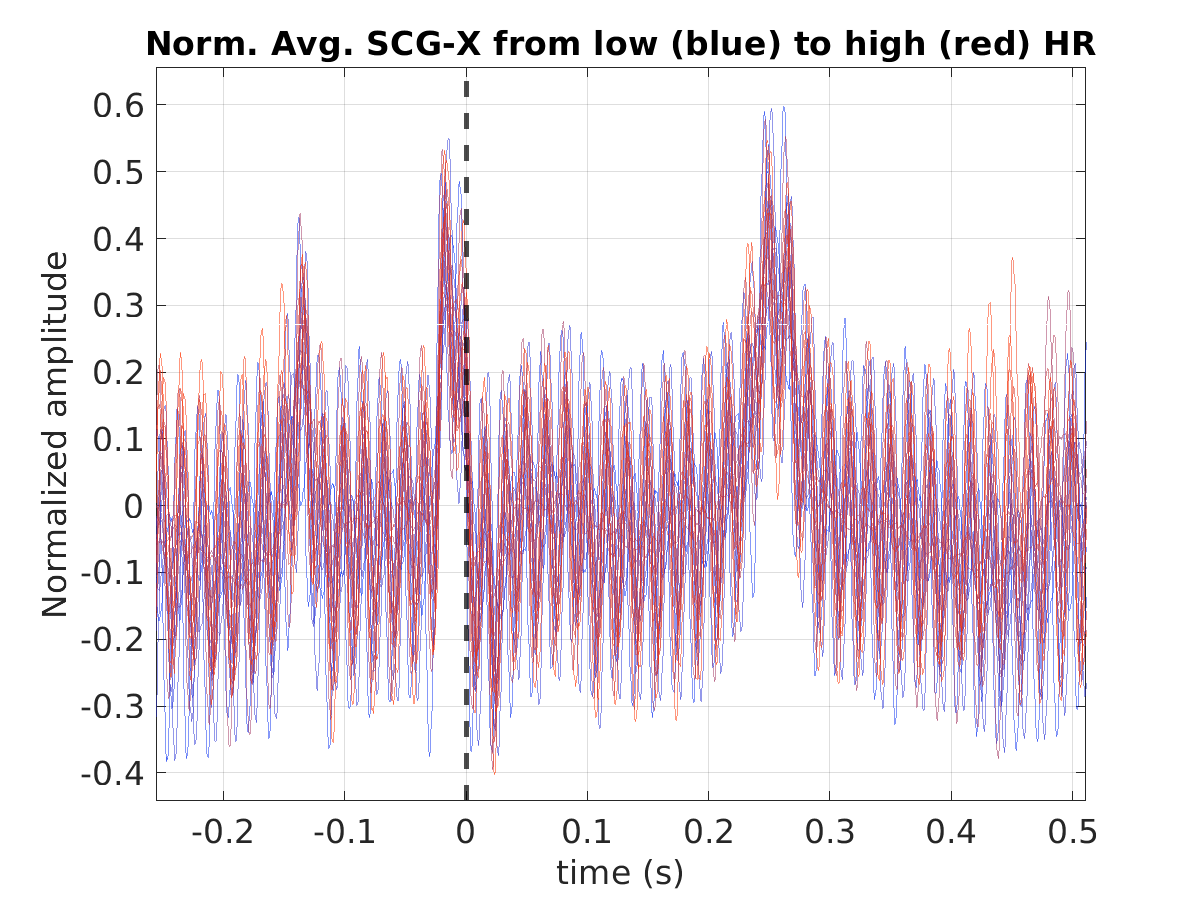 Norm. Avg. SCG-X from low (blue) to high (red) HR
0.6
0.5
0.4
0.3
0.2
0.1
0
-0.1
-0.2
-0.3
-0.4
Normalized amplitude
-0.2 -0.1 0 0.1 0.2 0.3 0.4 0.5
time (s)